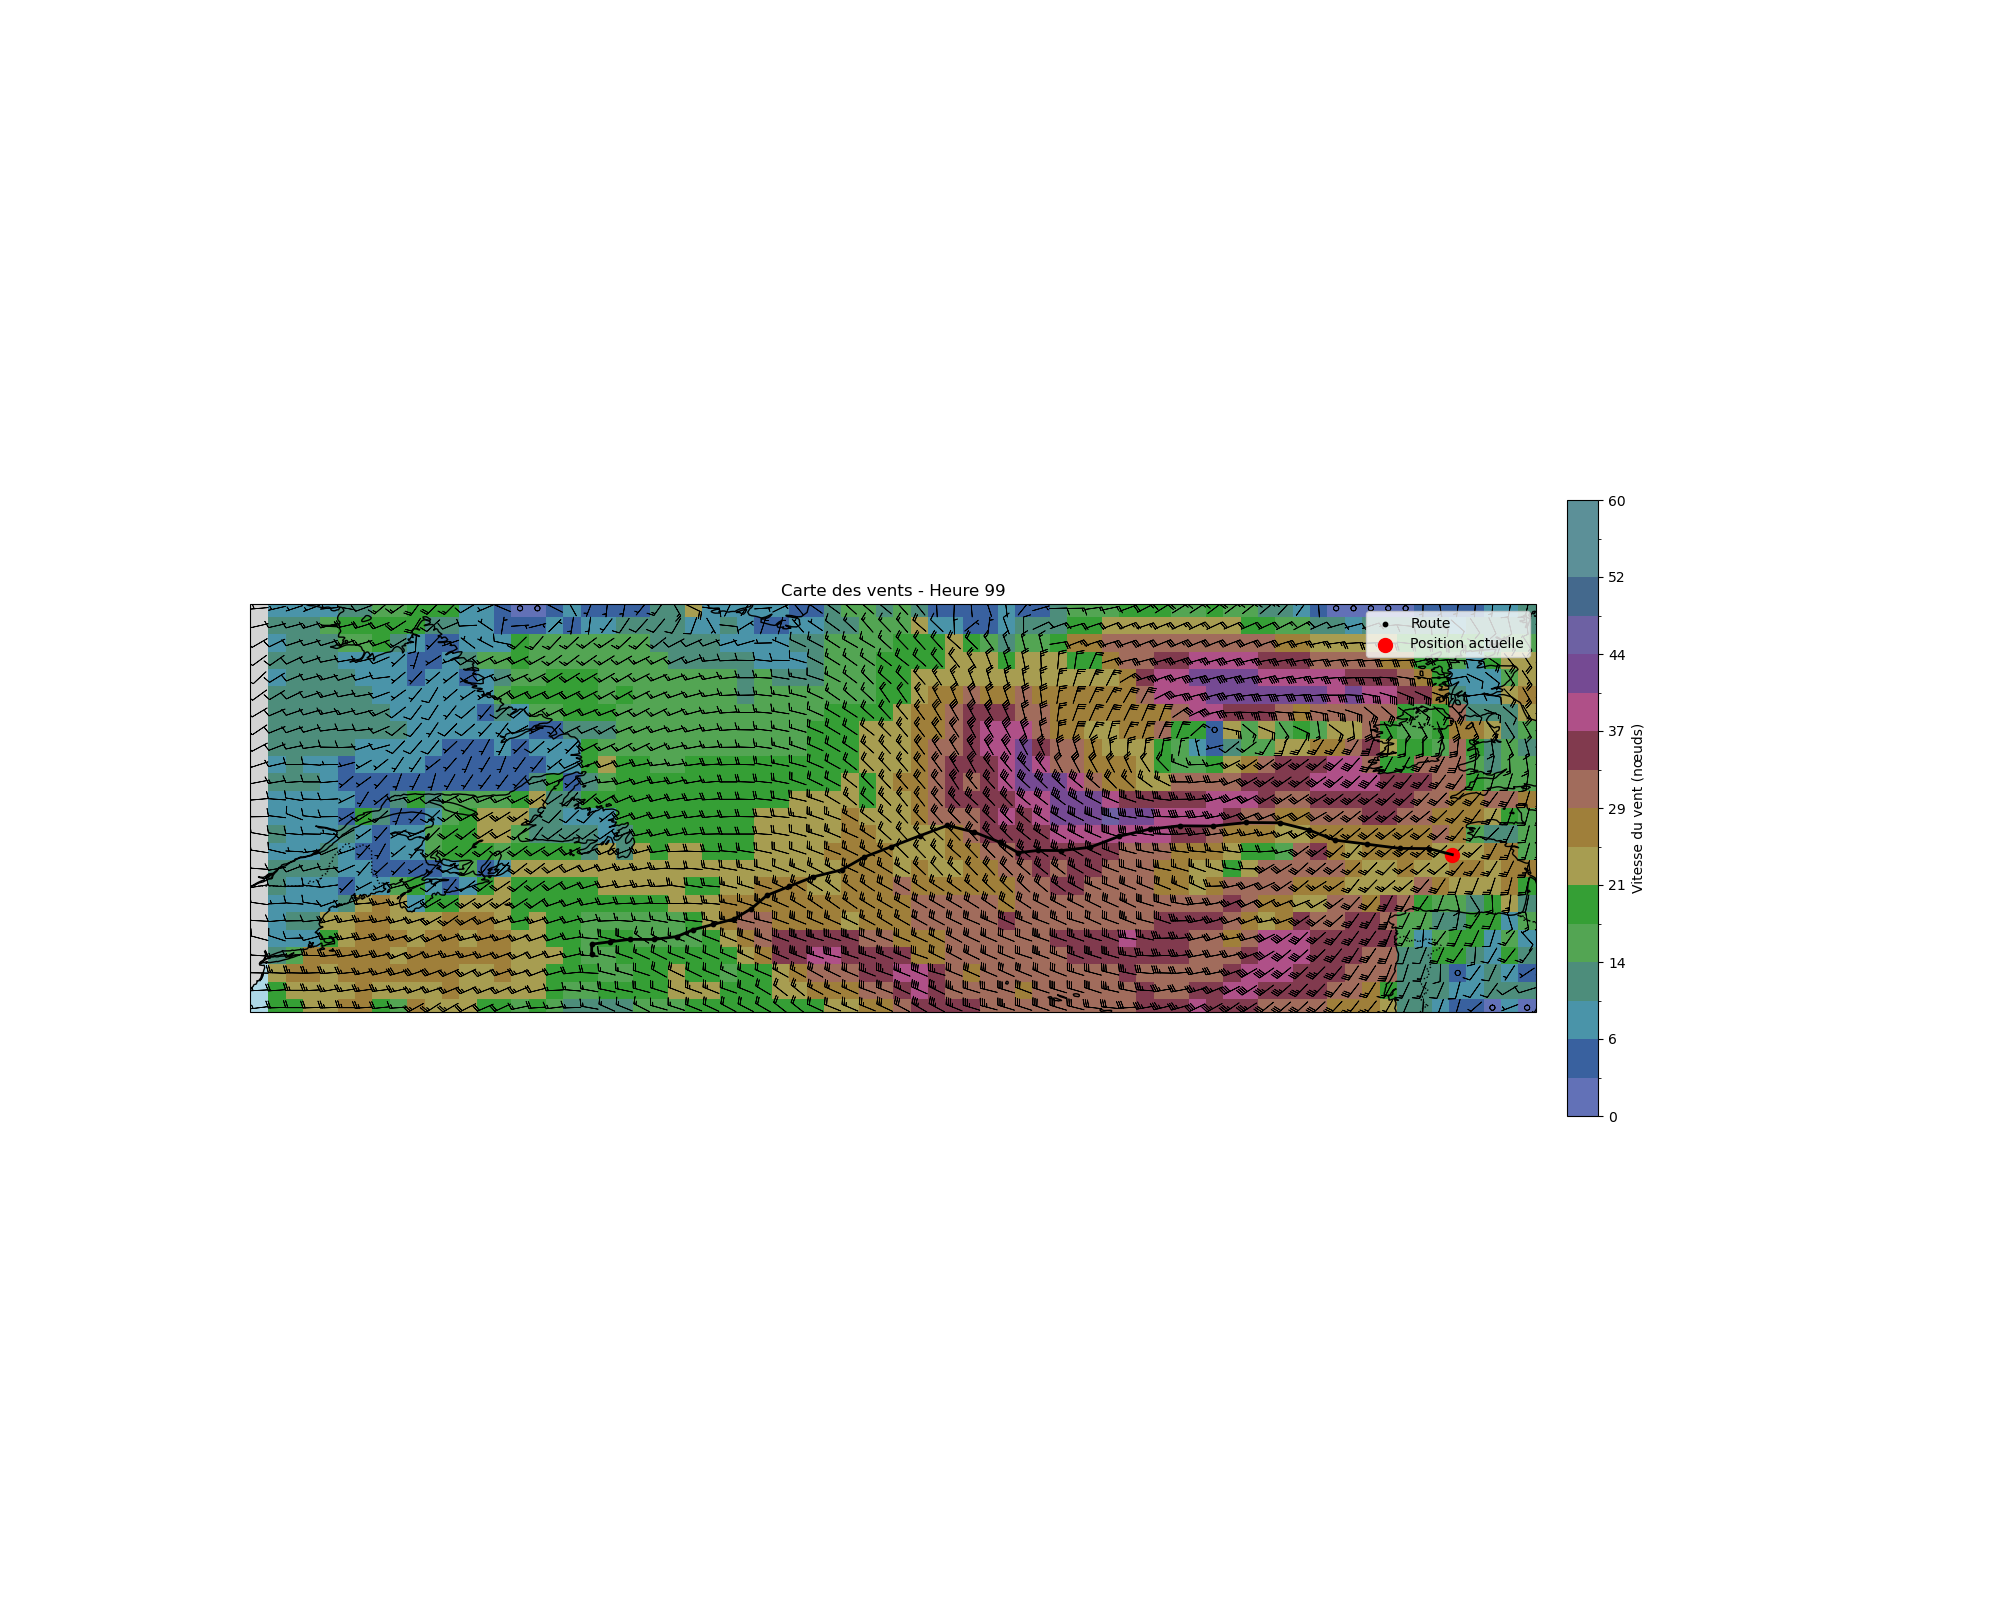 Carte des vents - Heure 99
Route
Position actuelle
60
52
44
37
29
21
14
6
0
Vitesse du vent (nœuds)